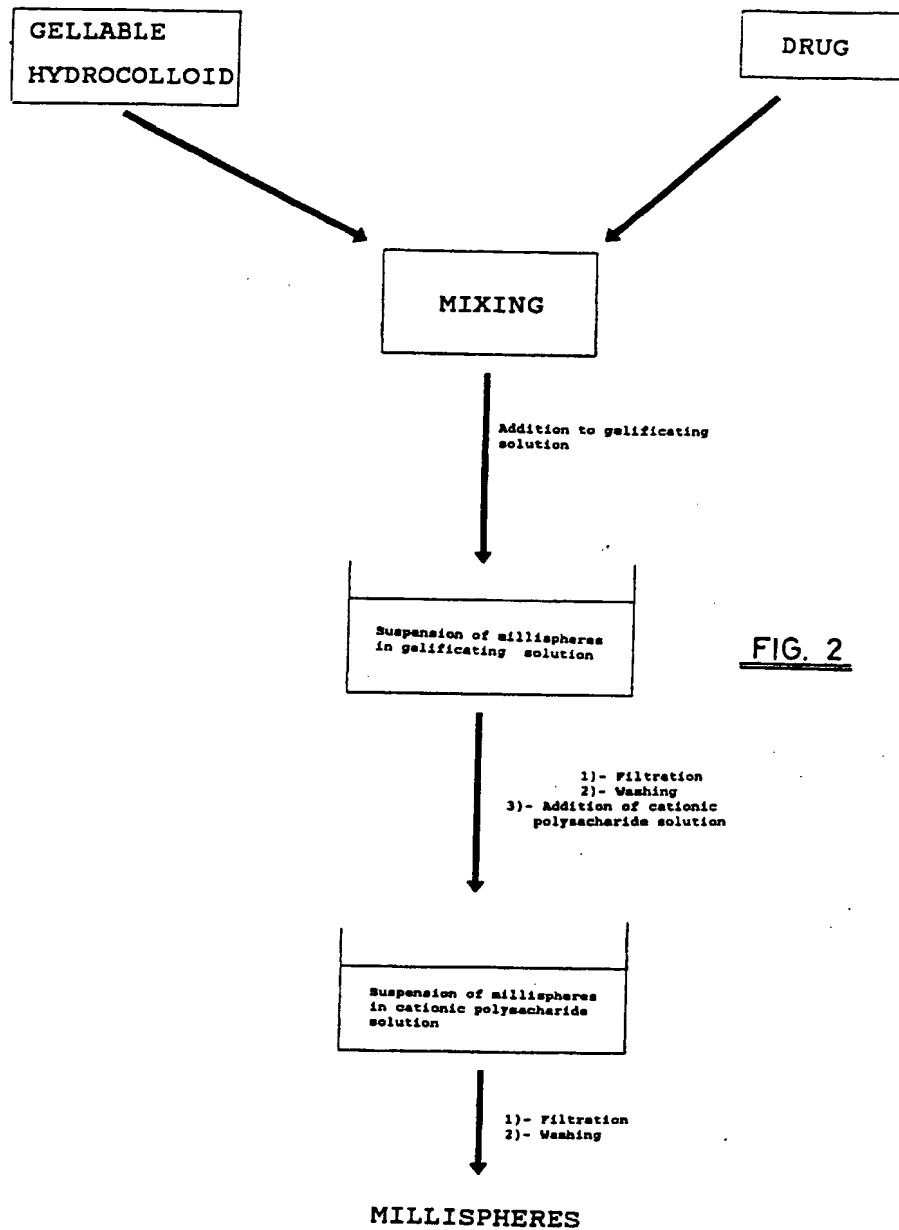 GELLABLE
HYDROCOLLOID
DRUG
MIXING
Addition to gelificating
solution
Suspension of millispheres
in gelificating solution
FIG. 2
1)- Filtration
2)- Washing
3)- Addition of cationic
polysacharide solution
Suspension of millispheres
in cationic polysacharide
solution
1)- Filtration
2)- Washing
MILLISPHERES